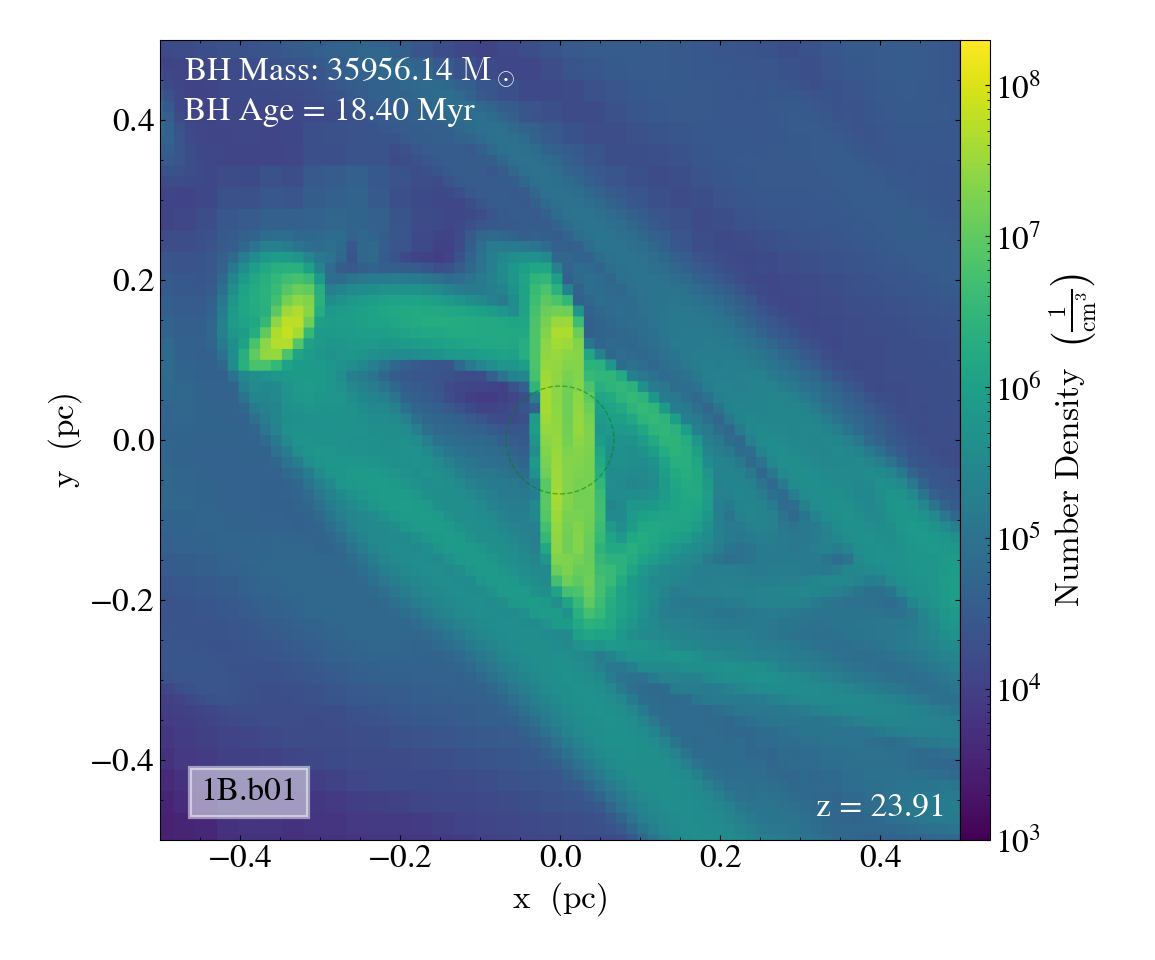 BH Mass: 35956.14 M⊙
BH Age = 18.40 Myr
0.4
0.2
0.0
−0.2
−0.4
y (pc)
1B.b01
z = 23.91
−0.4 −0.2 0.0 0.2 0.4
x (pc)
10⁸
10⁷
10⁶
10⁵
10⁴
10³
Number Density (1/cm³)